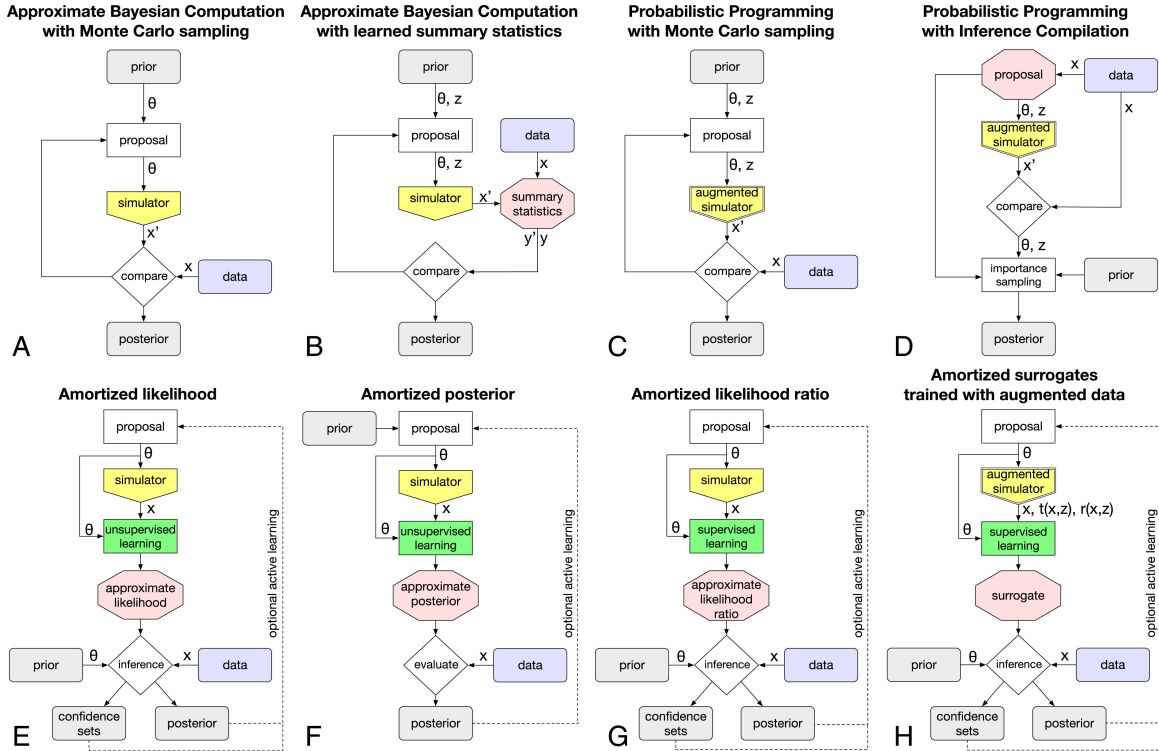 Approximate Bayesian Computation
with Monte Carlo sampling
prior
θ
proposal
θ
simulator
x'
compare
x
data
posterior
A
Approximate Bayesian Computation
with learned summary statistics
prior
θ, z
proposal
data
θ, z
x
simulator
x'
summary
statistics
y' y
compare
posterior
B
Probabilistic Programming
with Monte Carlo sampling
prior
θ, z
proposal
θ, z
augmented
simulator
x'
compare
x
data
posterior
C
Probabilistic Programming
with Inference Compilation
proposal
x
data
θ, z
x
augmented
simulator
x'
compare
θ, z
importance
sampling
prior
posterior
D
Amortized likelihood
proposal
θ
simulator
x
θ
unsupervised
learning
approximate
likelihood
optional active learning
prior
θ
inference
x
data
confidence
sets
posterior
E
Amortized posterior
prior
proposal
θ
simulator
x
θ
unsupervised
learning
approximate
posterior
optional active learning
evaluate
x
data
posterior
F
Amortized likelihood ratio
proposal
θ
simulator
x
θ
supervised
learning
approximate
likelihood
ratio
optional active learning
prior
θ
inference
x
data
confidence
sets
posterior
G
Amortized surrogates
trained with augmented data
proposal
θ
augmented
simulator
x, t(x,z), r(x,z)
θ
supervised
learning
surrogate
optional active learning
prior
θ
inference
x
data
confidence
sets
posterior
H